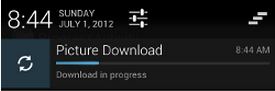 8:44 SUNDAY
JULY 1, 2012
Picture Download 8:44 AM
Download in progress